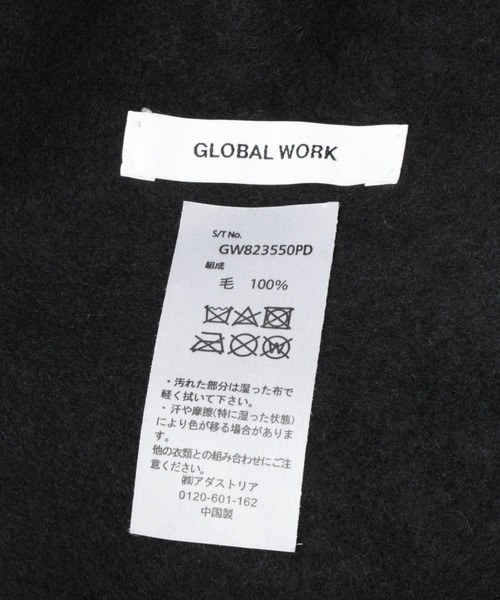 GLOBAL WORK
S/T No.
GW823550PD
組成
毛 100%
・汚れた部分は湿った布で
軽く拭いて下さい。
・汗や摩擦(特に湿った状態)
により色が移る場合がありま
す。
他の衣類との組み合わせにご注
意ください。
㈱アダストリア
0120-601-162
中国製